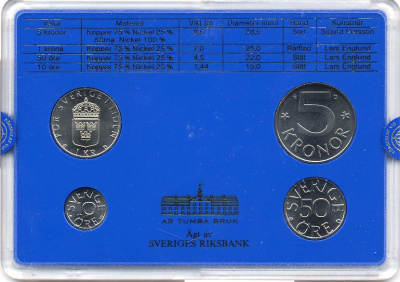 Valör Material Vikt gr Diameter mm Rand Konstnär
5 Kronor Koppar 75 % Nickel 25 % 9,5 28,5 Slät
Kärna: Nickel 100 %
1 krona Koppar 75 % Nickel 25 % 7,0 25,0 Räfflad Lars Englund
50 öre Koppar 75 % Nickel 25 % 4,5 22,0 Slät Lars Englund
10 öre Koppar 75 % Nickel 25 % 1,44 15,0 Slät Lars Englund
FÖR SVERIGE I TIDEN
1 KR
5
KRONOR
SVERIGE
10
ÖRE
SVERIGE
50
ÖRE
AB TUMBA BRUK
Ägt av
SVERIGES RIKSBANK